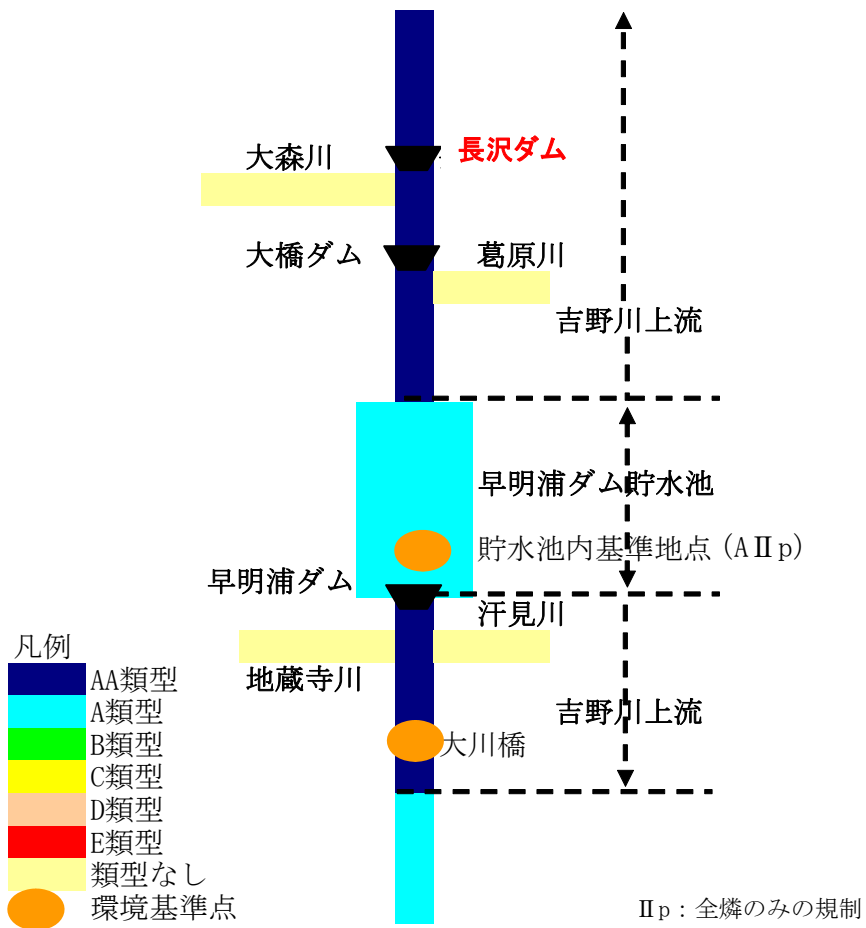 大森川
長沢ダム
大橋ダム
葛原川
吉野川上流
早明浦ダム貯水池
貯水池内基準地点(AⅡp)
早明浦ダム
汗見川
地蔵寺川
吉野川上流
大川橋
凡例
AA類型
A類型
B類型
C類型
D類型
E類型
類型なし
環境基準点
Ⅱp:全燐のみの規制